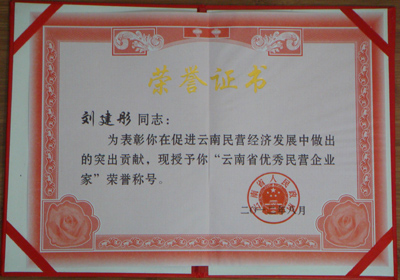 荣誉证书
刘建彤 同志：
为表彰你在促进云南民营经济发展中做出
的突出贡献，现授予你“云南省优秀民营企业
家”荣誉称号。